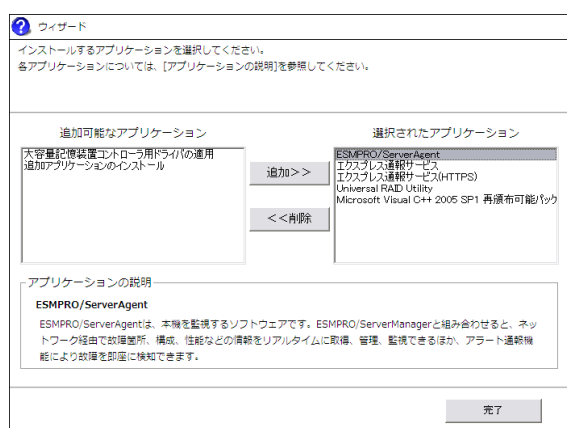 ウィザード
インストールするアプリケーションを選択してください。
各アプリケーションについては、[アプリケーションの説明]を参照してください。
追加可能なアプリケーション
大容量記憶装置コントローラ用ドライバの適用
追加アプリケーションのインストール
追加>>
<<削除
選択されたアプリケーション
ESMPRO/ServerAgent
エクスプレス通報サービス
エクスプレス通報サービス(HTTPS)
Universal RAID Utility
Microsoft Visual C++ 2005 SP1 再頒布可能パック
アプリケーションの説明
ESMPRO/ServerAgent
ESMPRO/ServerAgentは、本機を監視するソフトウェアです。ESMPRO/ServerManagerと組み合わせると、ネッ
トワーク経由で故障箇所、構成、性能などの情報をリアルタイムに取得、管理、監視できるほか、アラート通報機
能により故障を即座に検知できます。
完了